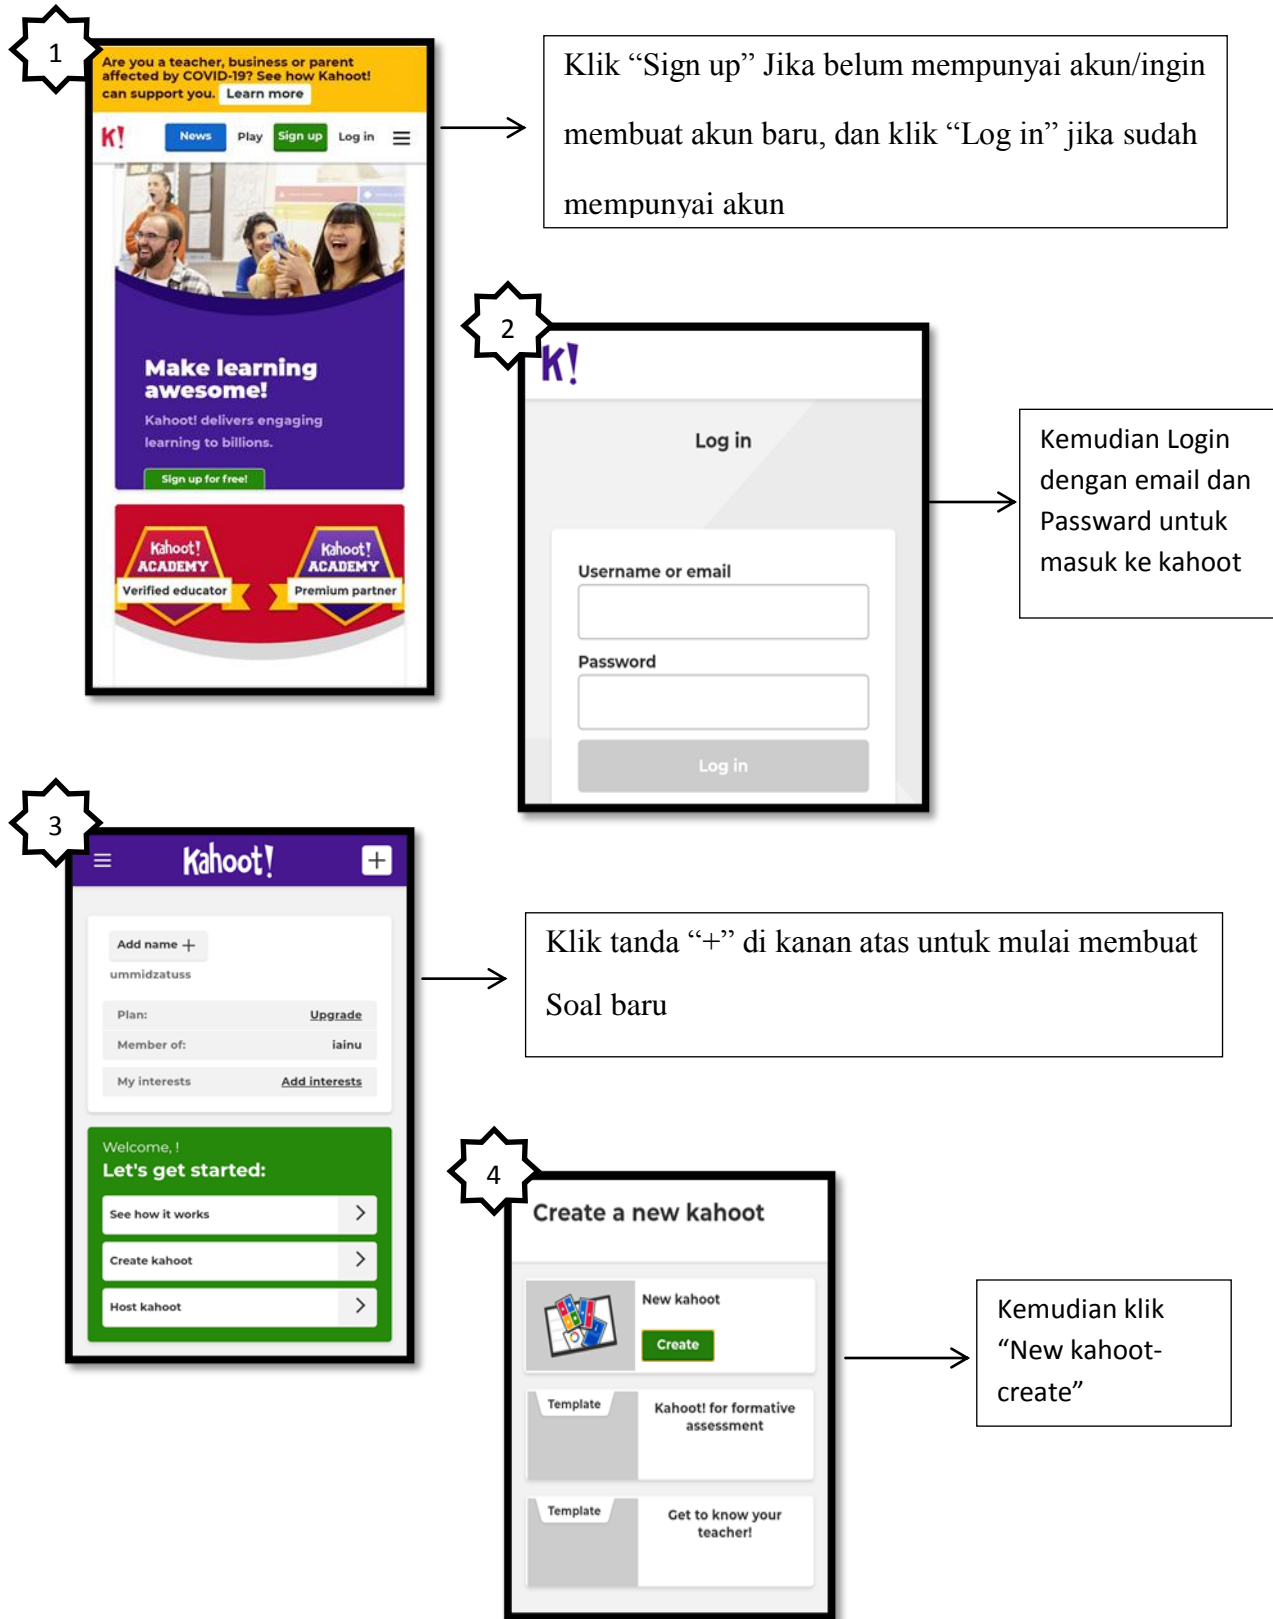 1
Are you a teacher, business or parent
affected by COVID-19? See how Kahoot!
can support you. Learn more
K! News Play Sign up Log in
Make learning
awesome!
Kahoot! delivers engaging
learning to billions.
Sign up for free!
Kahoot!
ACADEMY
Verified educator
Kahoot!
ACADEMY
Premium partner
Klik “Sign up” Jika belum mempunyai akun/ingin
membuat akun baru, dan klik “Log in” jika sudah
mempunyai akun
2
K!
Log in
Username or email
Password
Log in
Kemudian Login
dengan email dan
Passward untuk
masuk ke kahoot
3
Kahoot! +
Add name +
ummidzatuss
Plan: Upgrade
Member of: iainu
My interests Add interests
Welcome, !
Let's get started:
See how it works
Create kahoot
Host kahoot
Klik tanda “+” di kanan atas untuk mulai membuat
Soal baru
4
Create a new kahoot
New kahoot
Create
Template
Kahoot! for formative
assessment
Template
Get to know your
teacher!
Kemudian klik
“New kahoot-
create”